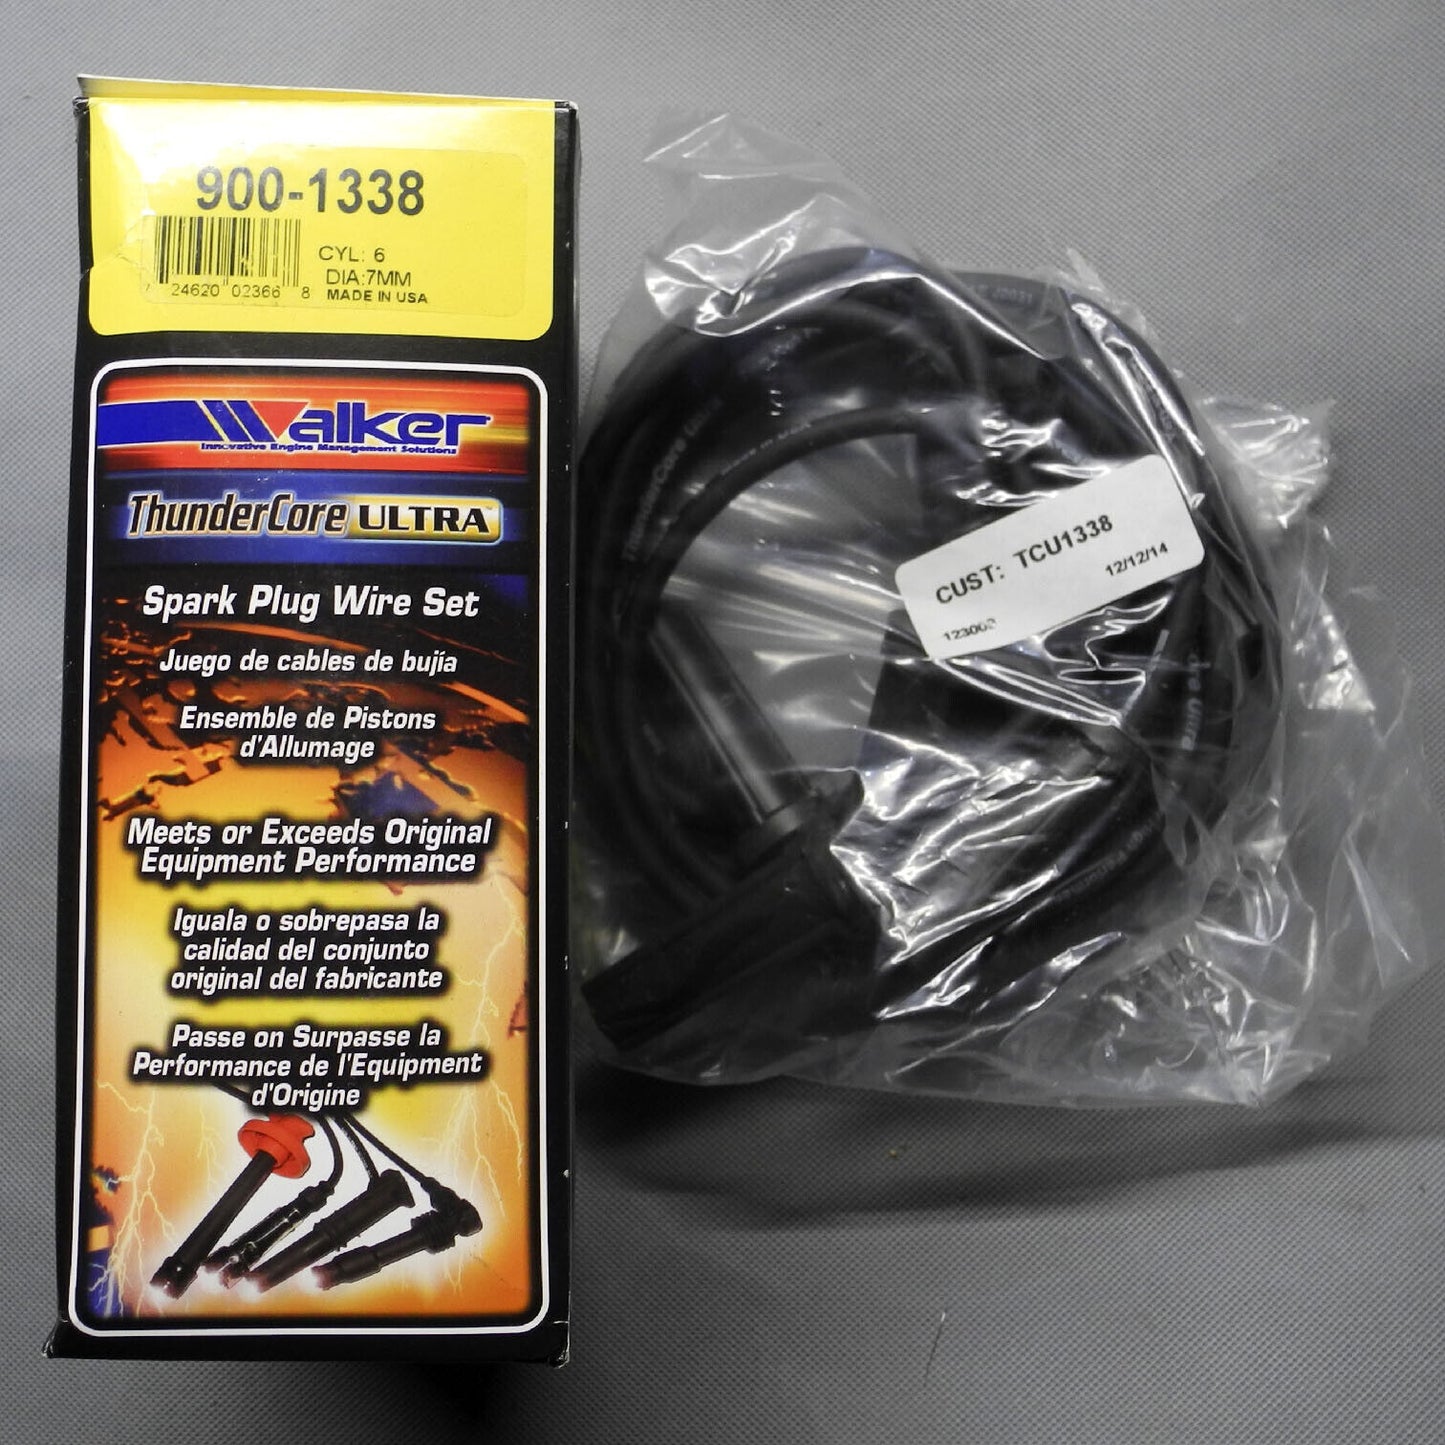 900-1338
24620 02366 8
CYL: 6
DIA:7MM
MADE IN USA
Walker
Innovative Engine Management Solutions
ThunderCore ULTRA™
Spark Plug Wire Set
Juego de cables de bujía
Ensemble de Pistons
d'Allumage
Meets or Exceeds Original
Equipment Performance
Iguala o sobrepasa la
calidad del conjunto
original del fabricante
Passe on Surpasse la
Performance de l'Equipment
d'Origine
CUST: TCU1338
12/12/14
ThunderCore